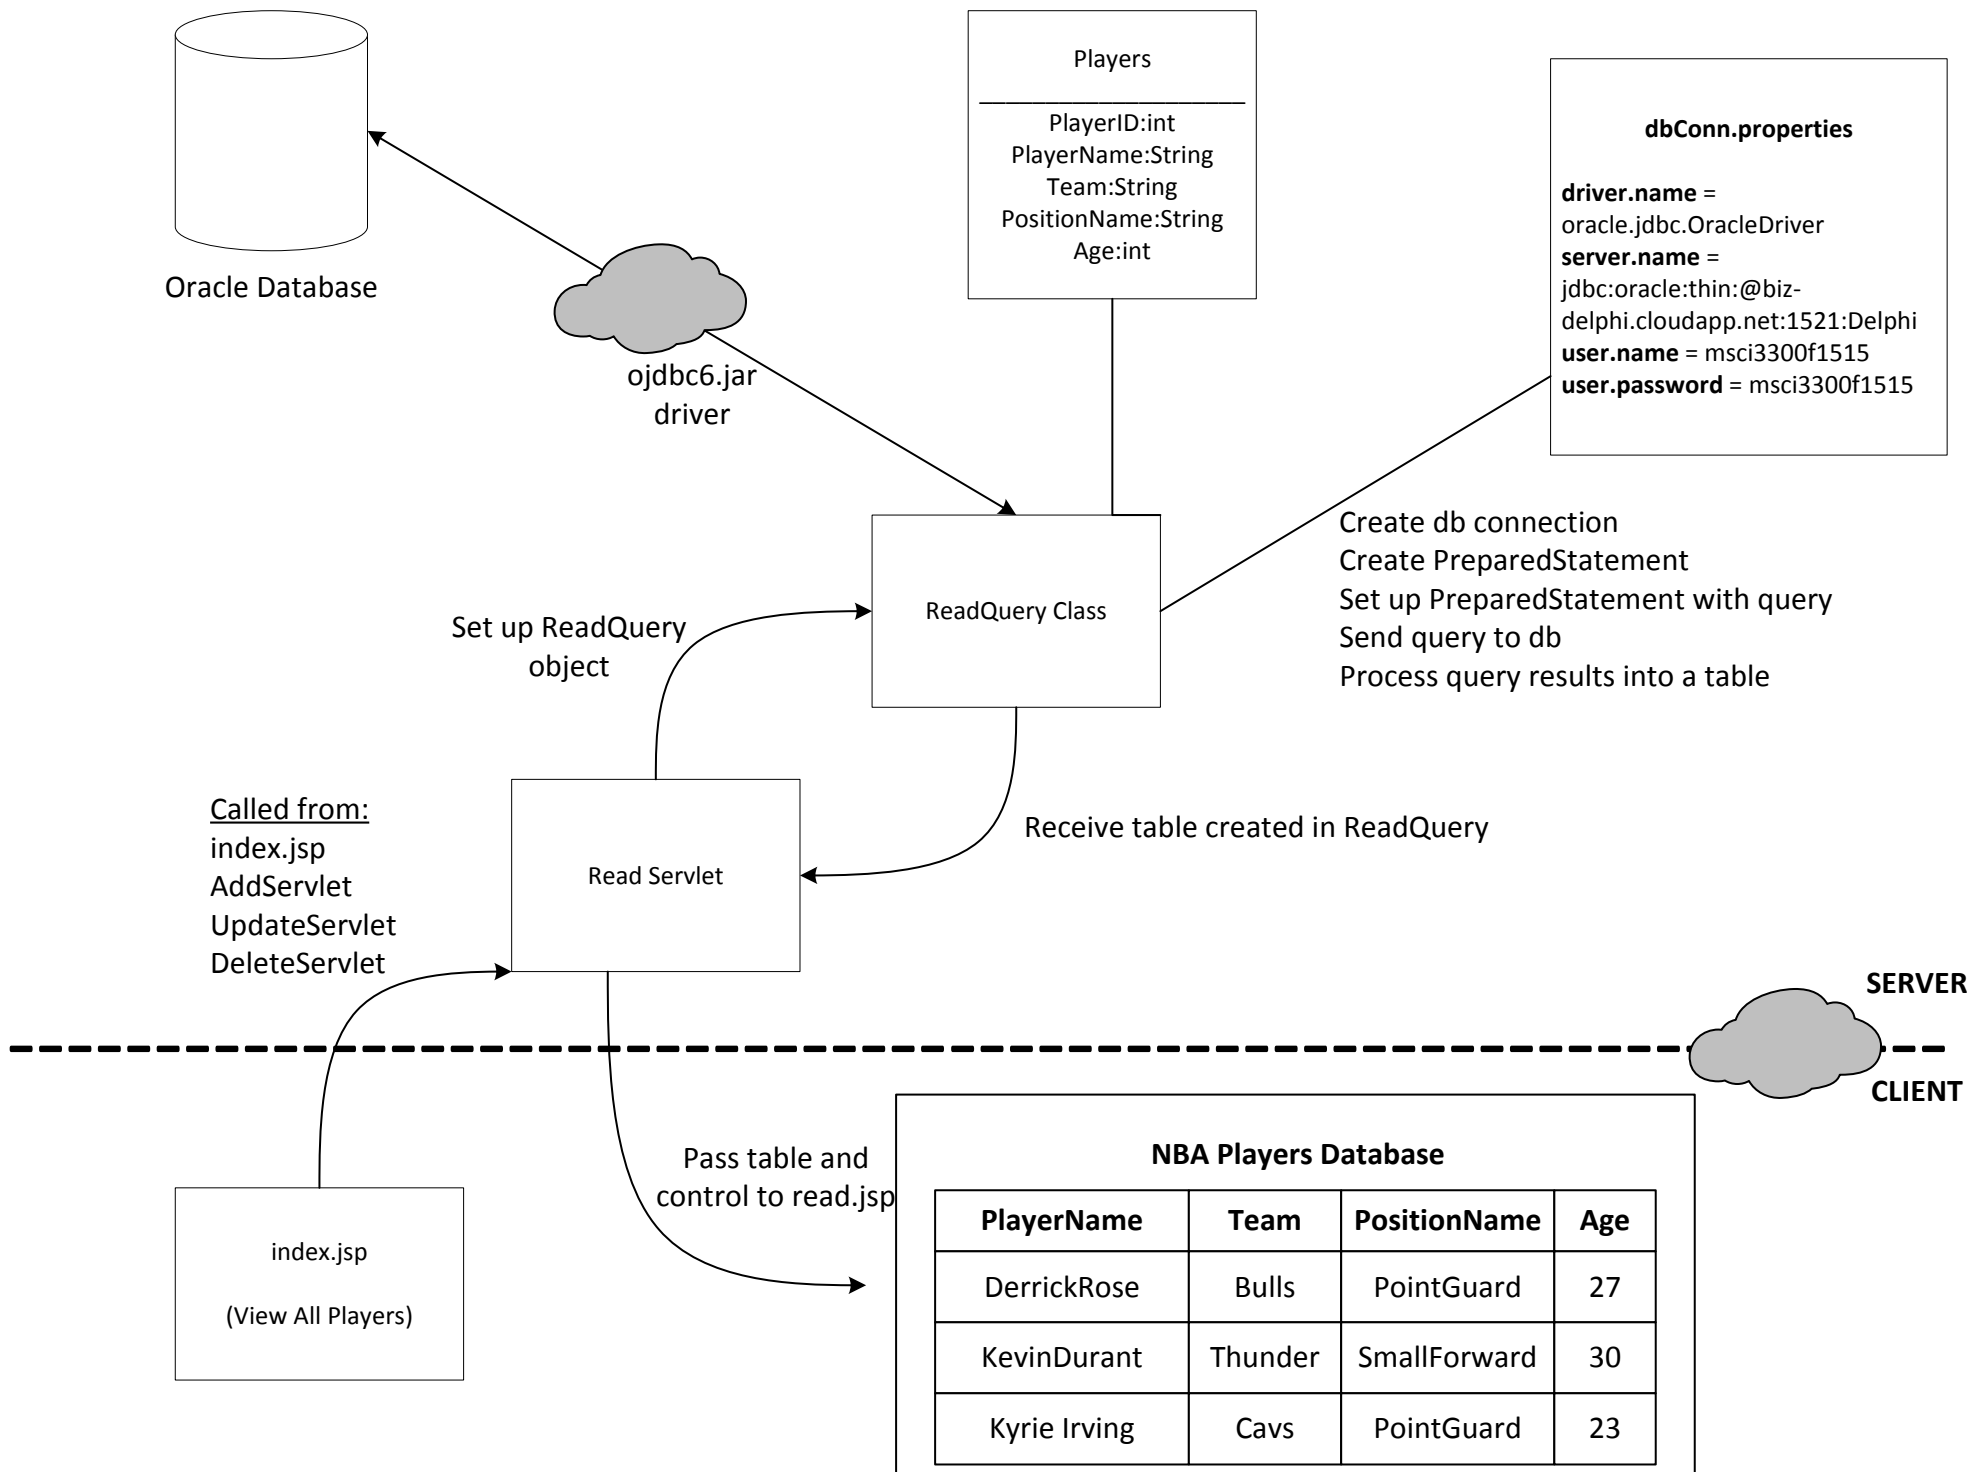 Players
PlayerID:int
PlayerName:String
Team:String
PositionName:String
Age:int
dbConn.properties
driver.name =
oracle.jdbc.OracleDriver
server.name =
jdbc:oracle:thin:@biz-
delphi.cloudapp.net:1521:Delphi
user.name = msci3300f1515
user.password = msci3300f1515
Oracle Database
ojdbc6.jar
driver
Create db connection
Create PreparedStatement
Set up PreparedStatement with query
Send query to db
Process query results into a table
ReadQuery Class
Set up ReadQuery
object
Called from:
index.jsp
AddServlet
UpdateServlet
DeleteServlet
Read Servlet
Receive table created in ReadQuery
SERVER
CLIENT
Pass table and
control to read.jsp
index.jsp
(View All Players)
NBA Players Database
PlayerName Team PositionName Age
DerrickRose Bulls PointGuard 27
KevinDurant Thunder SmallForward 30
Kyrie Irving Cavs PointGuard 23